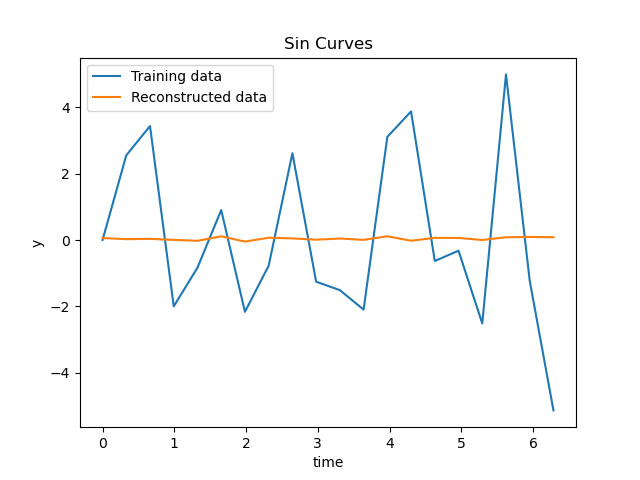 Sin Curves
Training data
Reconstructed data
4
2
0
−2
−4
y
0 1 2 3 4 5 6
time